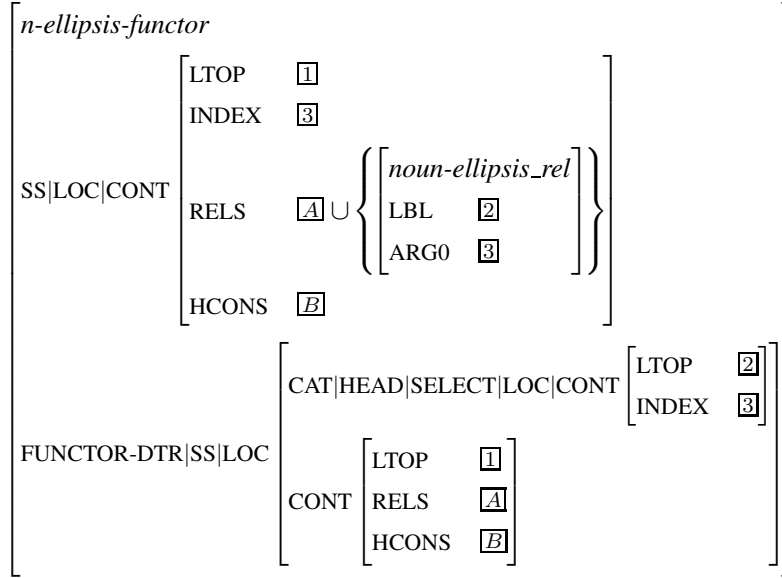 n-ellipsis-functor
LTOP 1
INDEX 3
SS|LOC|CONT RELS A ∪ { noun-ellipsis_rel
LBL 2
ARG0 3 }
HCONS B
FUNCTOR-DTR|SS|LOC
CAT|HEAD|SELECT|LOC|CONT LTOP 2
INDEX 3
CONT LTOP 1
RELS A
HCONS B